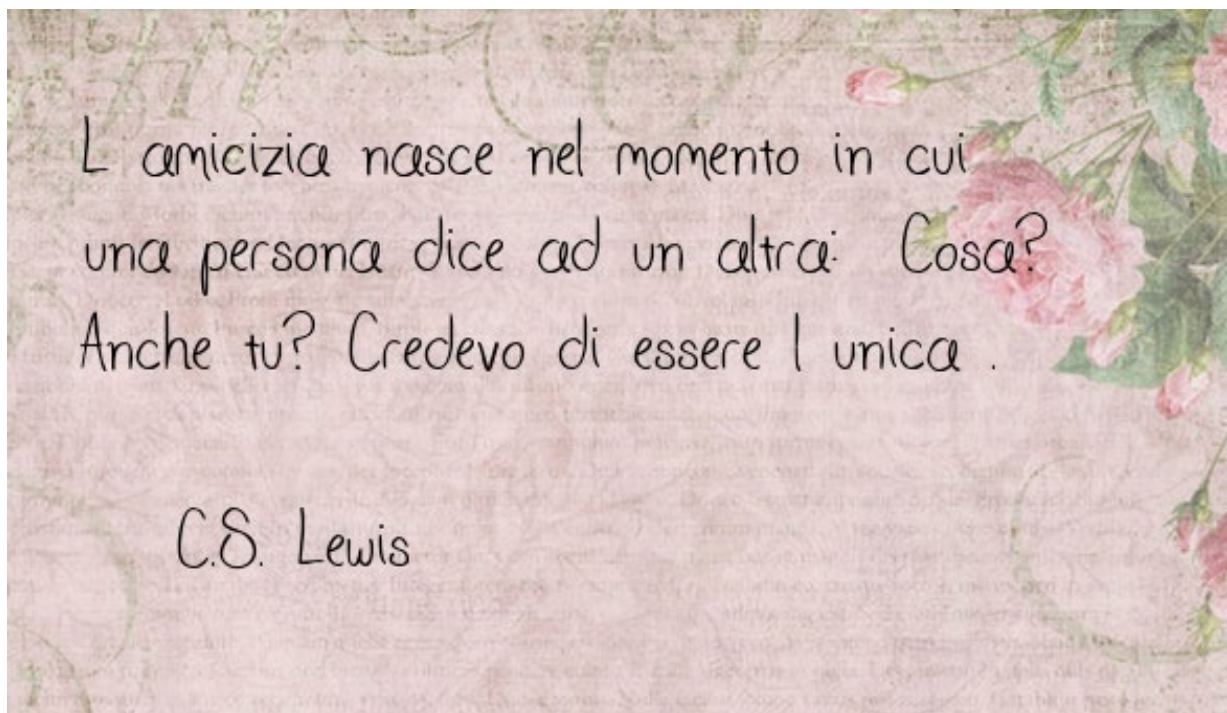 L amicizia nasce nel momento in cui
una persona dice ad un altra: Cosa?
Anche tu? Credevo di essere l unica .
C.S. Lewis